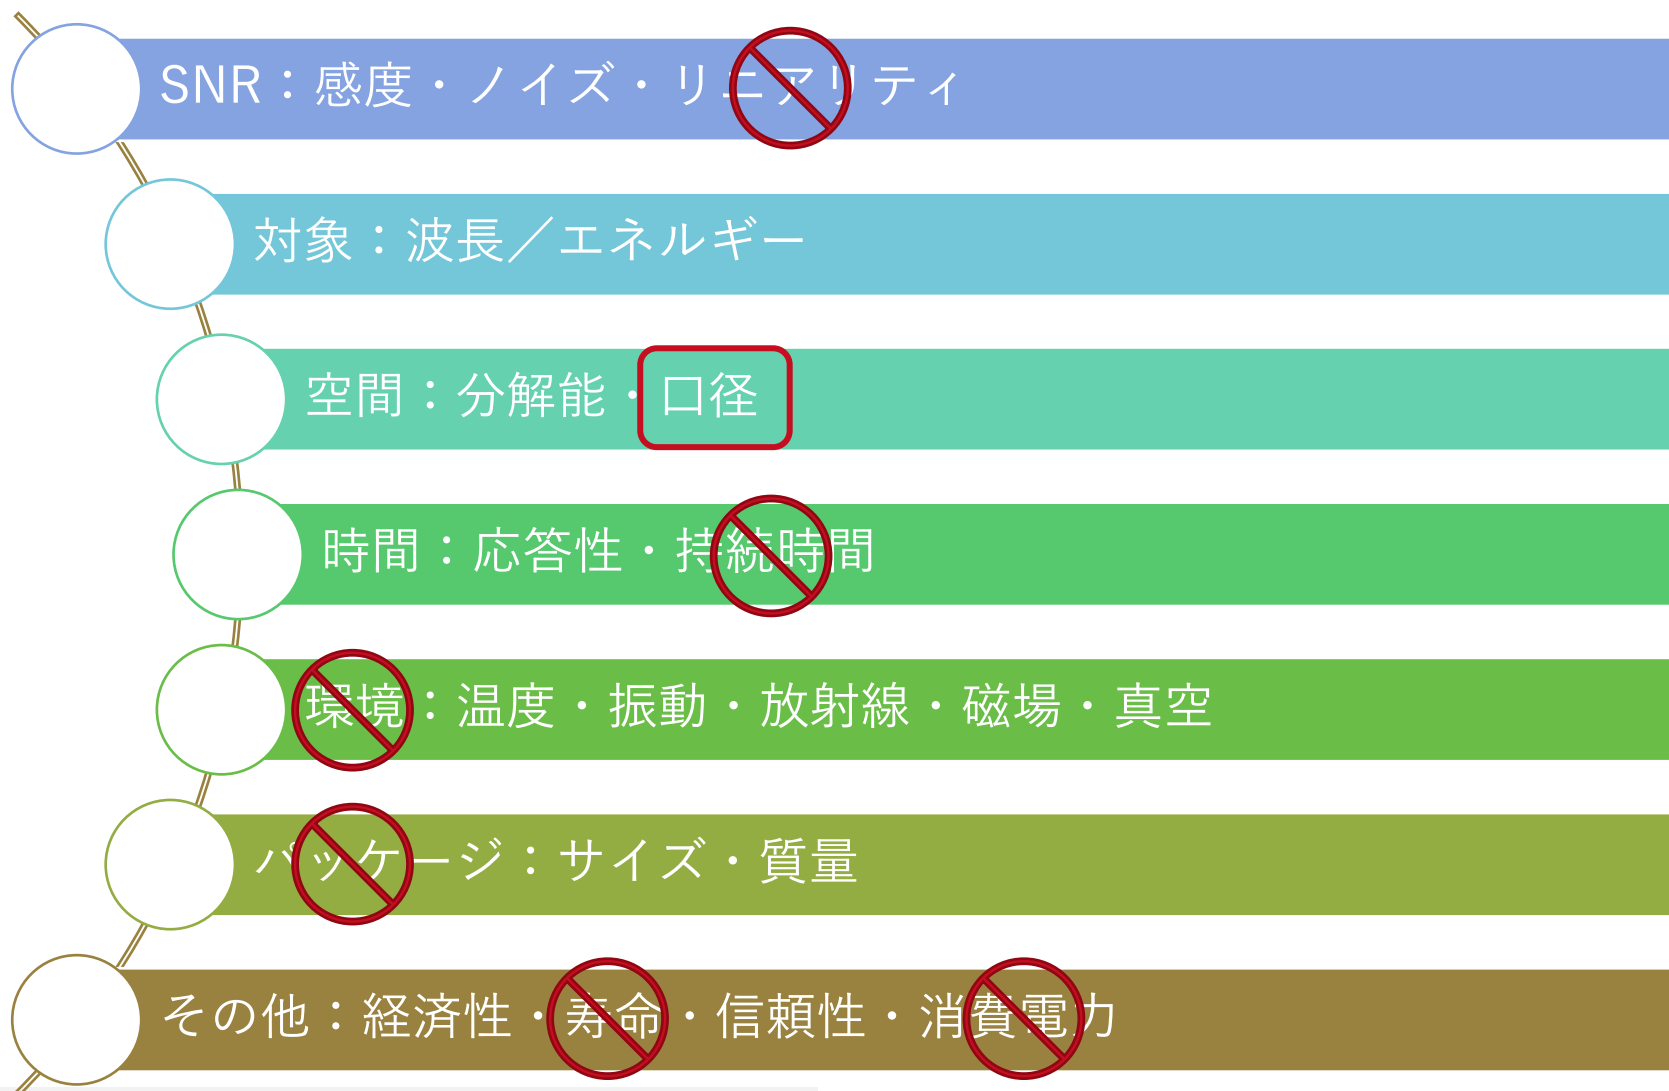 SNR：感度・ノイズ・リニアリティ
対象：波長／エネルギー
空間：分解能・口径
時間：応答性・持続時間
環境：温度・振動・放射線・磁場・真空
パッケージ：サイズ・質量
その他：経済性・寿命・信頼性・消費電力